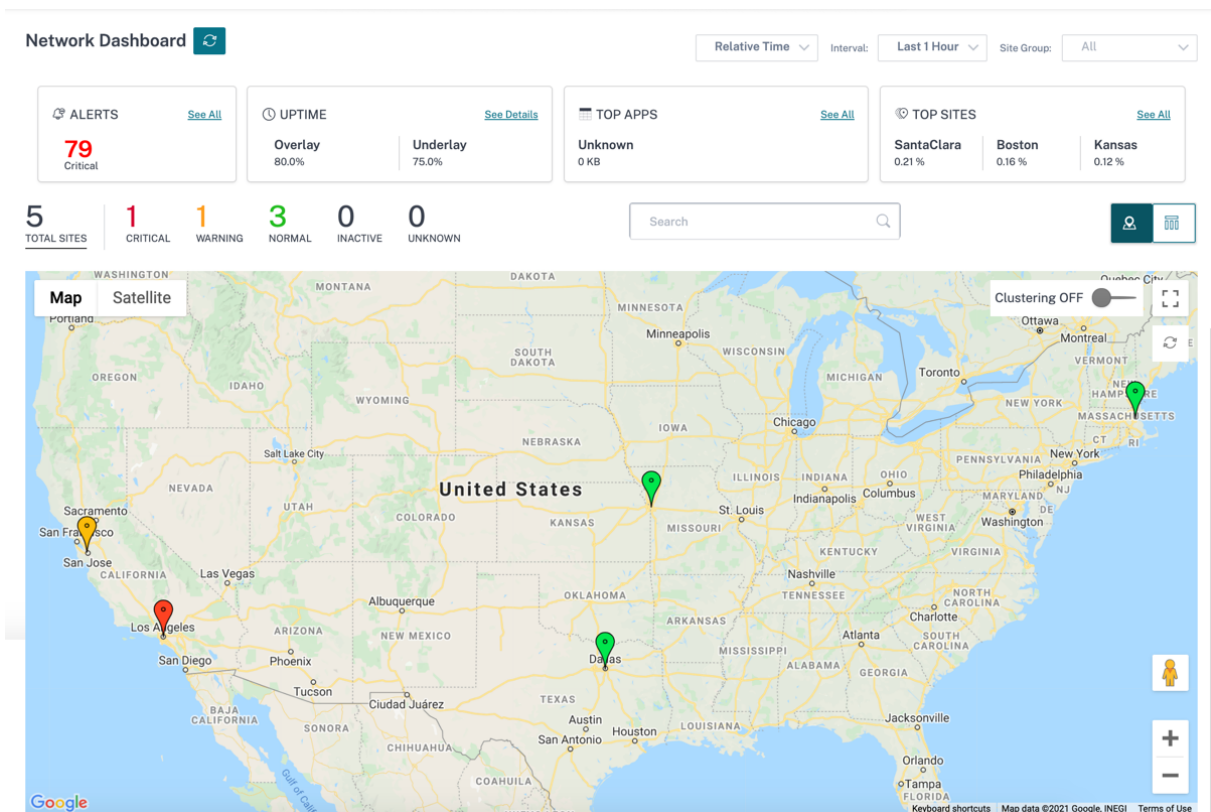 Network Dashboard
Relative Time Interval: Last 1 Hour Site Group: All
ALERTS See All
79
Critical
UPTIME See Details
Overlay
80.0%
Underlay
75.0%
TOP APPS See All
Unknown
0 KB
TOP SITES See All
SantaClara
0.21 %
Boston
0.16 %
Kansas
0.12 %
5
TOTAL SITES
1
CRITICAL
1
WARNING
3
NORMAL
0
INACTIVE
0
UNKNOWN
Search
Map Satellite
Clustering OFF
WASHINGTON
MONTANA
DAKOTA
MINNESOTA
Quebec City
Portland
Minneapolis
Ottawa
Montreal
SOUTH
DAKOTA
WISCONSIN
VERMONT
OREGON
IDAHO
MICHIGAN
Toronto
WYOMING
NEW YORK
MASSACHUSETTS
IOWA
Chicago
NEBRASKA
CT
RI
Salt Lake City
PENNSYLVANIA
New York
Philadelphia
NJ
NEVADA
United States
ILLINOIS
INDIANA
OHIO
Indianapolis
Columbus
MARYLAND
DE
UTAH
COLORADO
KANSAS
MISSOURI
St. Louis
WEST
VIRGINIA
Washington
Sacramento
San Francisco
San Jose
CALIFORNIA
KENTUCKY
VIRGINIA
Las Vegas
Nashville
TENNESSEE
NORTH
CAROLINA
Albuquerque
OKLAHOMA
ARKANSAS
Charlotte
Los Angeles
ARIZONA
NEW MEXICO
Atlanta
SOUTH
CAROLINA
MISSISSIPPI
San Diego
Phoenix
Dallas
ALABAMA
GEORGIA
Tucson
Ciudad Juárez
TEXAS
BAJA
CALIFORNIA
SONORA
Austin
Houston
LOUISIANA
Jacksonville
San Antonio
CHIHUAHUA
Orlando
COAHUILA
Tampa
FLORIDA
Google
Keyboard shortcuts Map data ©2021 Google, INEGI Terms of Use